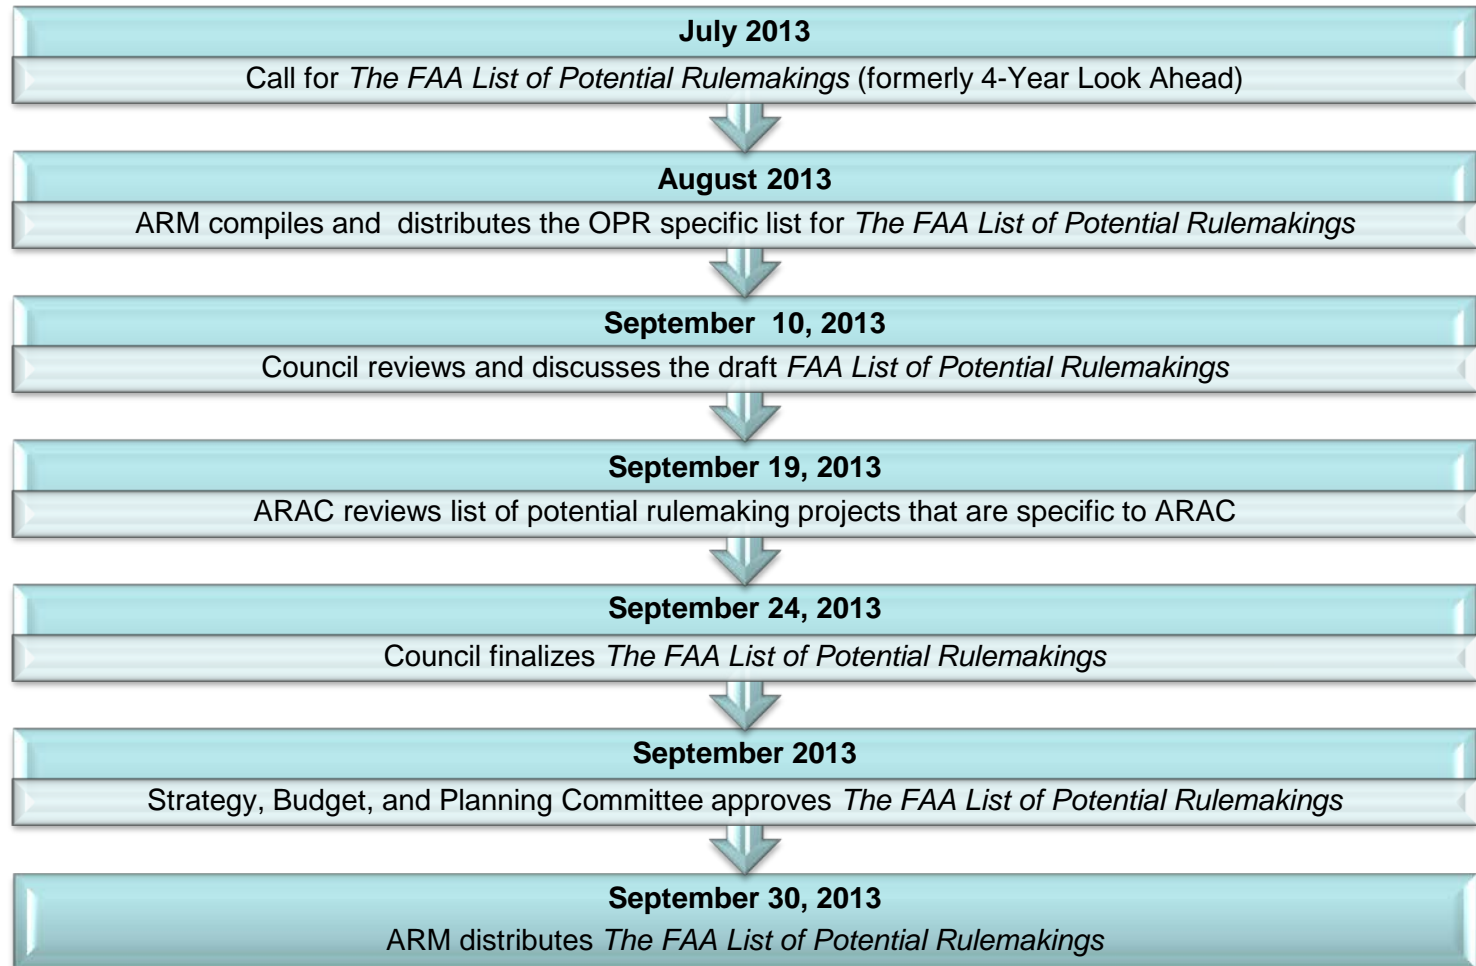 July 2013
Call for The FAA List of Potential Rulemakings (formerly 4-Year Look Ahead)
August 2013
ARM compiles and  distributes the OPR specific list for The FAA List of Potential Rulemakings
September  10, 2013
Council reviews and discusses the draft FAA List of Potential Rulemakings
September 19, 2013
ARAC reviews list of potential rulemaking projects that are specific to ARAC
September 24, 2013
Council finalizes The FAA List of Potential Rulemakings
September 2013
Strategy, Budget, and Planning Committee approves The FAA List of Potential Rulemakings
September 30, 2013
ARM distributes The FAA List of Potential Rulemakings